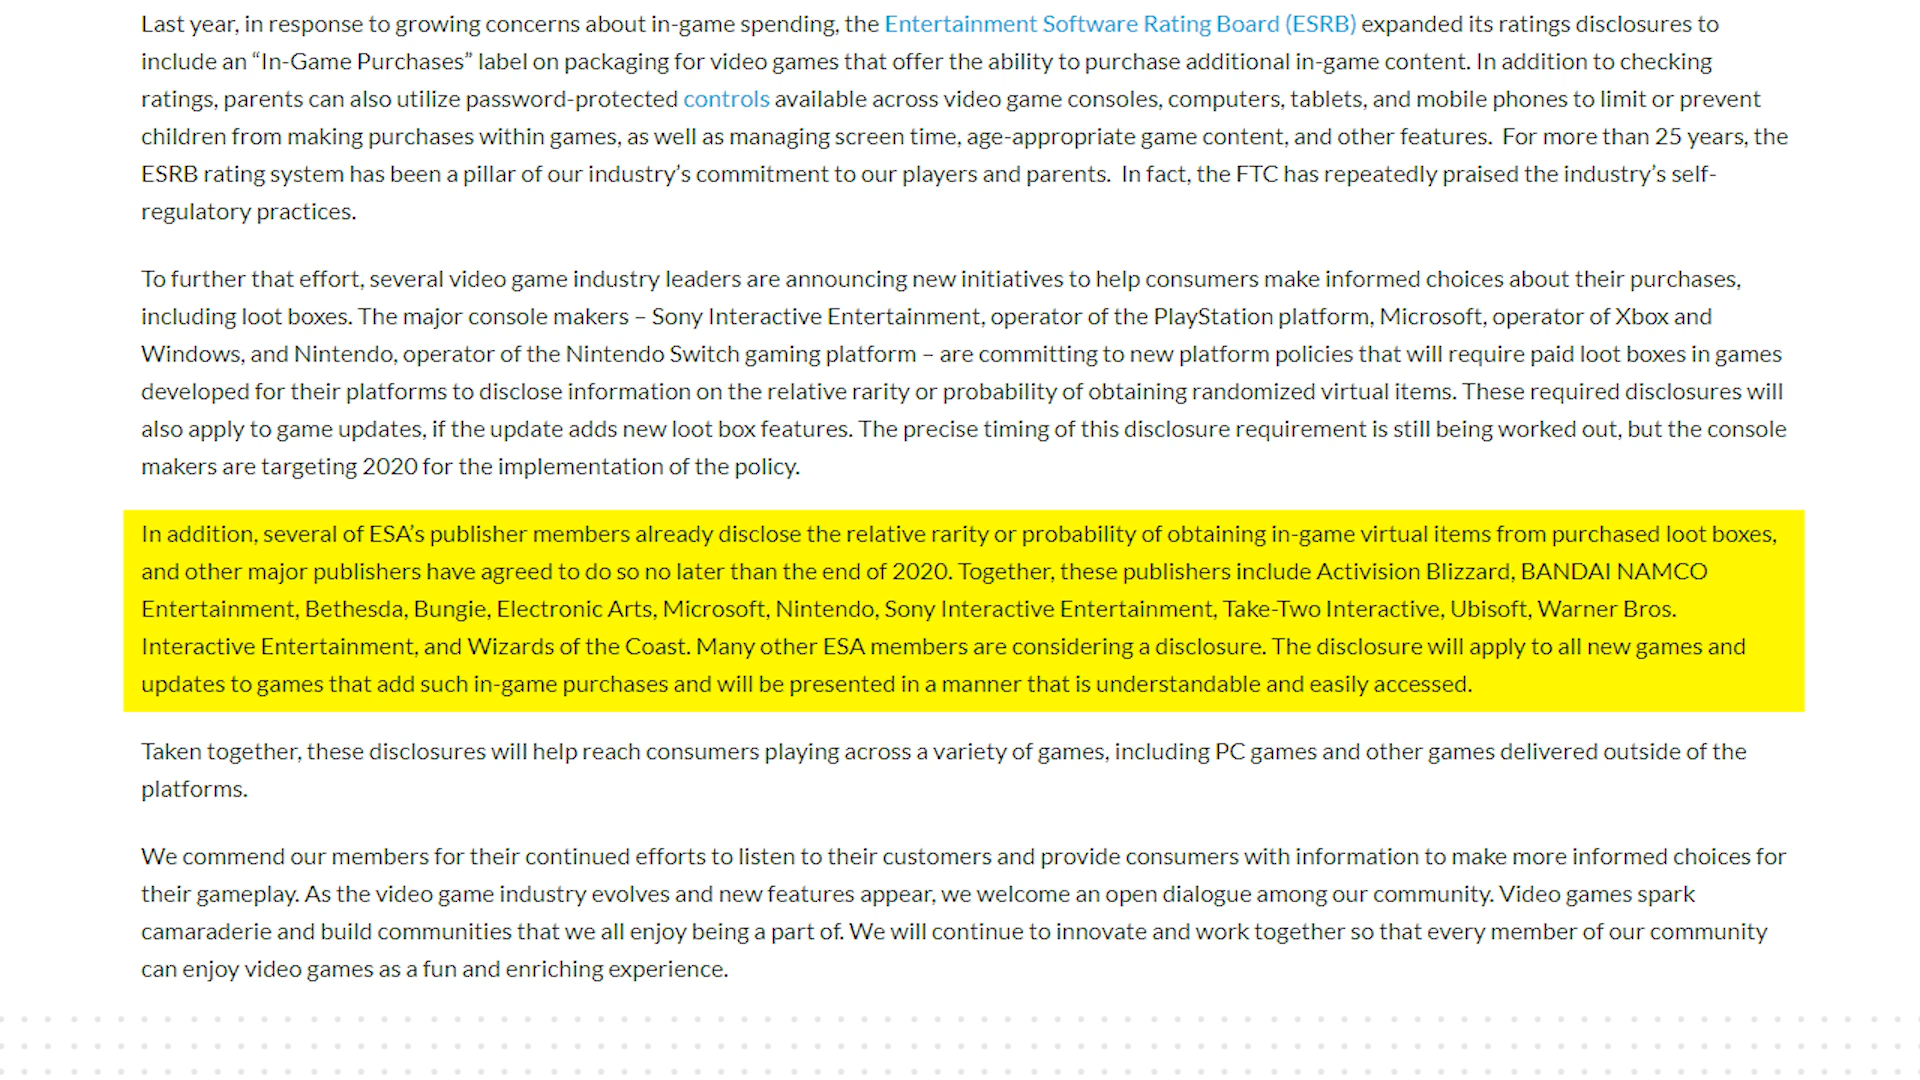 Last year, in response to growing concerns about in-game spending, the Entertainment Software Rating Board (ESRB) expanded its ratings disclosures to
include an “In-Game Purchases” label on packaging for video games that offer the ability to purchase additional in-game content. In addition to checking
ratings, parents can also utilize password-protected controls available across video game consoles, computers, tablets, and mobile phones to limit or prevent
children from making purchases within games, as well as managing screen time, age-appropriate game content, and other features.  For more than 25 years, the
ESRB rating system has been a pillar of our industry’s commitment to our players and parents.  In fact, the FTC has repeatedly praised the industry’s self-
regulatory practices.
To further that effort, several video game industry leaders are announcing new initiatives to help consumers make informed choices about their purchases,
including loot boxes. The major console makers – Sony Interactive Entertainment, operator of the PlayStation platform, Microsoft, operator of Xbox and
Windows, and Nintendo, operator of the Nintendo Switch gaming platform – are committing to new platform policies that will require paid loot boxes in games
developed for their platforms to disclose information on the relative rarity or probability of obtaining randomized virtual items. These required disclosures will
also apply to game updates, if the update adds new loot box features. The precise timing of this disclosure requirement is still being worked out, but the console
makers are targeting 2020 for the implementation of the policy.
In addition, several of ESA’s publisher members already disclose the relative rarity or probability of obtaining in-game virtual items from purchased loot boxes,
and other major publishers have agreed to do so no later than the end of 2020. Together, these publishers include Activision Blizzard, BANDAI NAMCO
Entertainment, Bethesda, Bungie, Electronic Arts, Microsoft, Nintendo, Sony Interactive Entertainment, Take-Two Interactive, Ubisoft, Warner Bros.
Interactive Entertainment, and Wizards of the Coast. Many other ESA members are considering a disclosure. The disclosure will apply to all new games and
updates to games that add such in-game purchases and will be presented in a manner that is understandable and easily accessed.
Taken together, these disclosures will help reach consumers playing across a variety of games, including PC games and other games delivered outside of the
platforms.
We commend our members for their continued efforts to listen to their customers and provide consumers with information to make more informed choices for
their gameplay. As the video game industry evolves and new features appear, we welcome an open dialogue among our community. Video games spark
camaraderie and build communities that we all enjoy being a part of. We will continue to innovate and work together so that every member of our community
can enjoy video games as a fun and enriching experience.